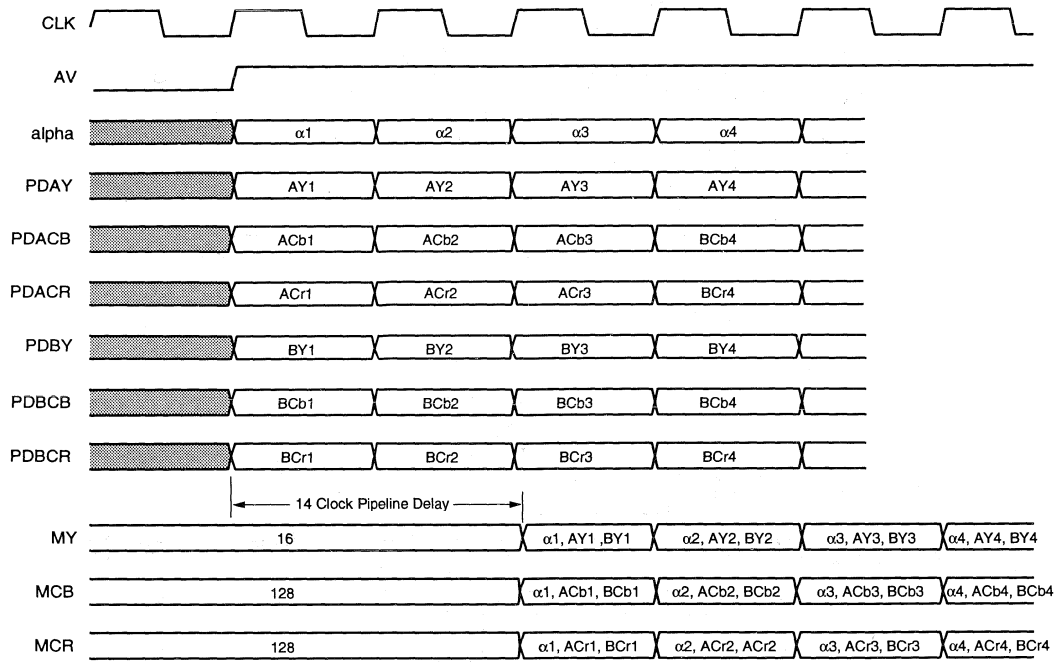 CLK
AV
alpha α1 α2 α3 α4
PDAY AY1 AY2 AY3 AY4
PDACB ACb1 ACb2 ACb3 BCb4
PDACR ACr1 ACr2 ACr3 BCr4
PDBY BY1 BY2 BY3 BY4
PDBCB BCb1 BCb2 BCb3 BCb4
PDBCR BCr1 BCr2 BCr3 BCr4
14 Clock Pipeline Delay
MY 16 α1, AY1 ,BY1 α2, AY2, BY2 α3, AY3, BY3 α4, AY4, BY4
MCB 128 α1, ACb1, BCb1 α2, ACb2, BCb2 α3, ACb3, BCb3 α4, ACb4, BCb4
MCR 128 α1, ACr1, BCr1 α2, ACr2, ACr2 α3, ACr3, BCr3 α4, ACr4, BCr4